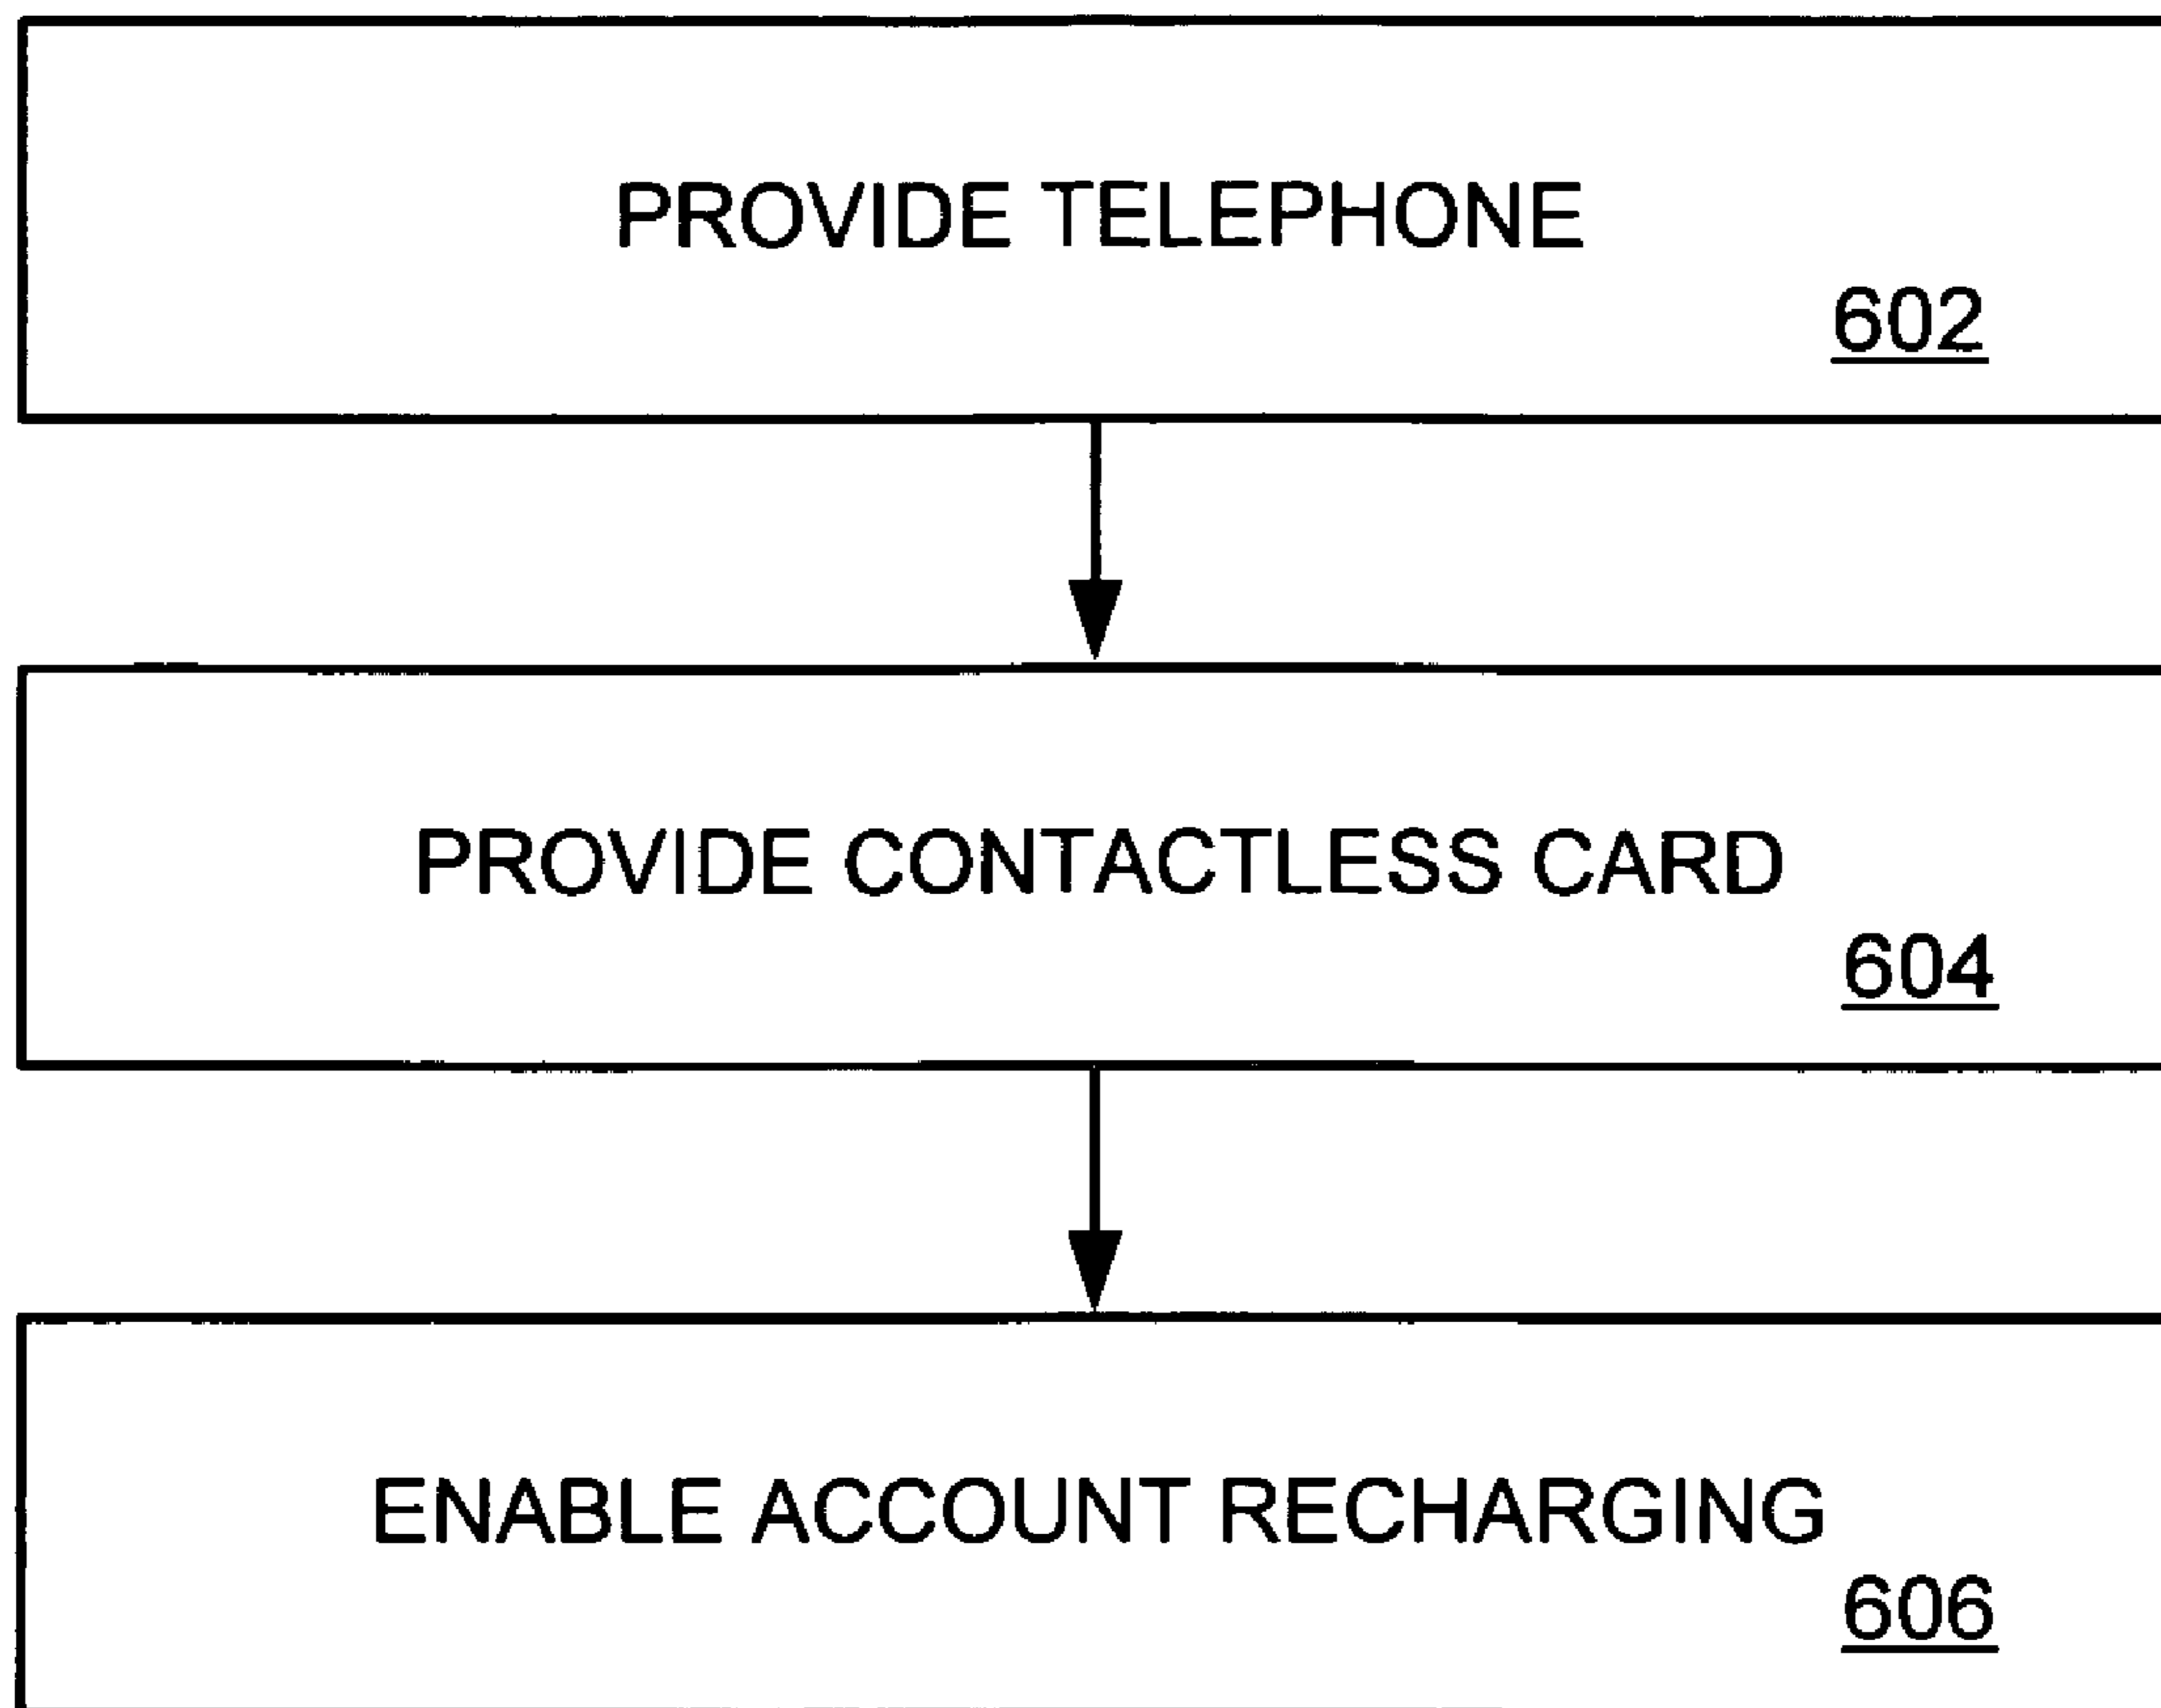 PROVIDE TELEPHONE
602
PROVIDE CONTACTLESS CARD
604
ENABLE ACCOUNT RECHARGING
606